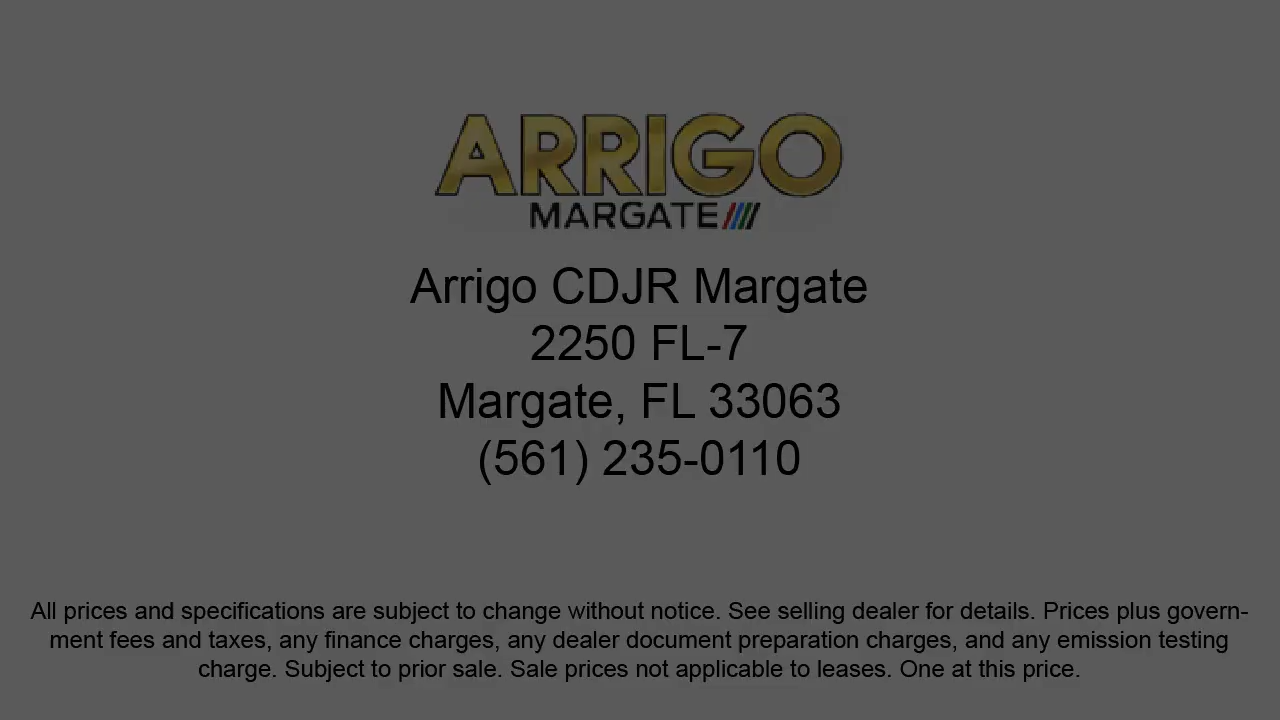 ARRIGO
MARGATE
Arrigo CDJR Margate
2250 FL-7
Margate, FL 33063
(561) 235-0110
All prices and specifications are subject to change without notice. See selling dealer for details. Prices plus govern-
ment fees and taxes, any finance charges, any dealer document preparation charges, and any emission testing
charge. Subject to prior sale. Sale prices not applicable to leases. One at this price.